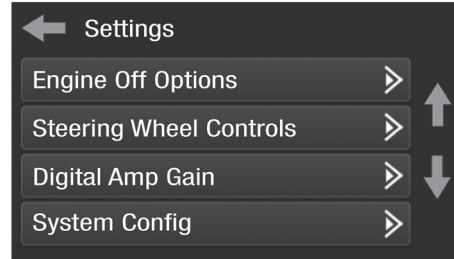 Settings
Engine Off Options
Steering Wheel Controls
Digital Amp Gain
System Config